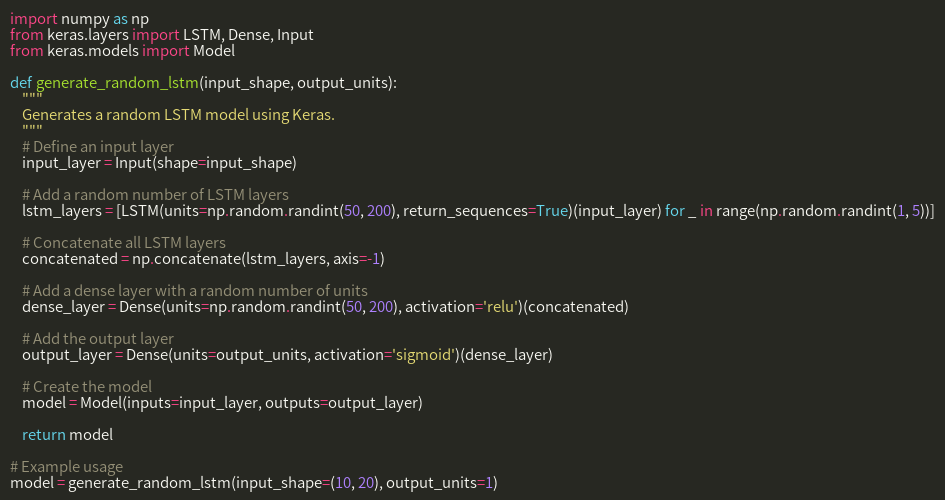 import numpy as np
from keras.layers import LSTM, Dense, Input
from keras.models import Model

def generate_random_lstm(input_shape, output_units):
    """
    Generates a random LSTM model using Keras.
    """
    # Define an input layer
    input_layer = Input(shape=input_shape)

    # Add a random number of LSTM layers
    lstm_layers = [LSTM(units=np.random.randint(50, 200), return_sequences=True)(input_layer) for _ in range(np.random.randint(1, 5))]

    # Concatenate all LSTM layers
    concatenated = np.concatenate(lstm_layers, axis=-1)

    # Add a dense layer with a random number of units
    dense_layer = Dense(units=np.random.randint(50, 200), activation='relu')(concatenated)

    # Add the output layer
    output_layer = Dense(units=output_units, activation='sigmoid')(dense_layer)

    # Create the model
    model = Model(inputs=input_layer, outputs=output_layer)

    return model

# Example usage
model = generate_random_lstm(input_shape=(10, 20), output_units=1)